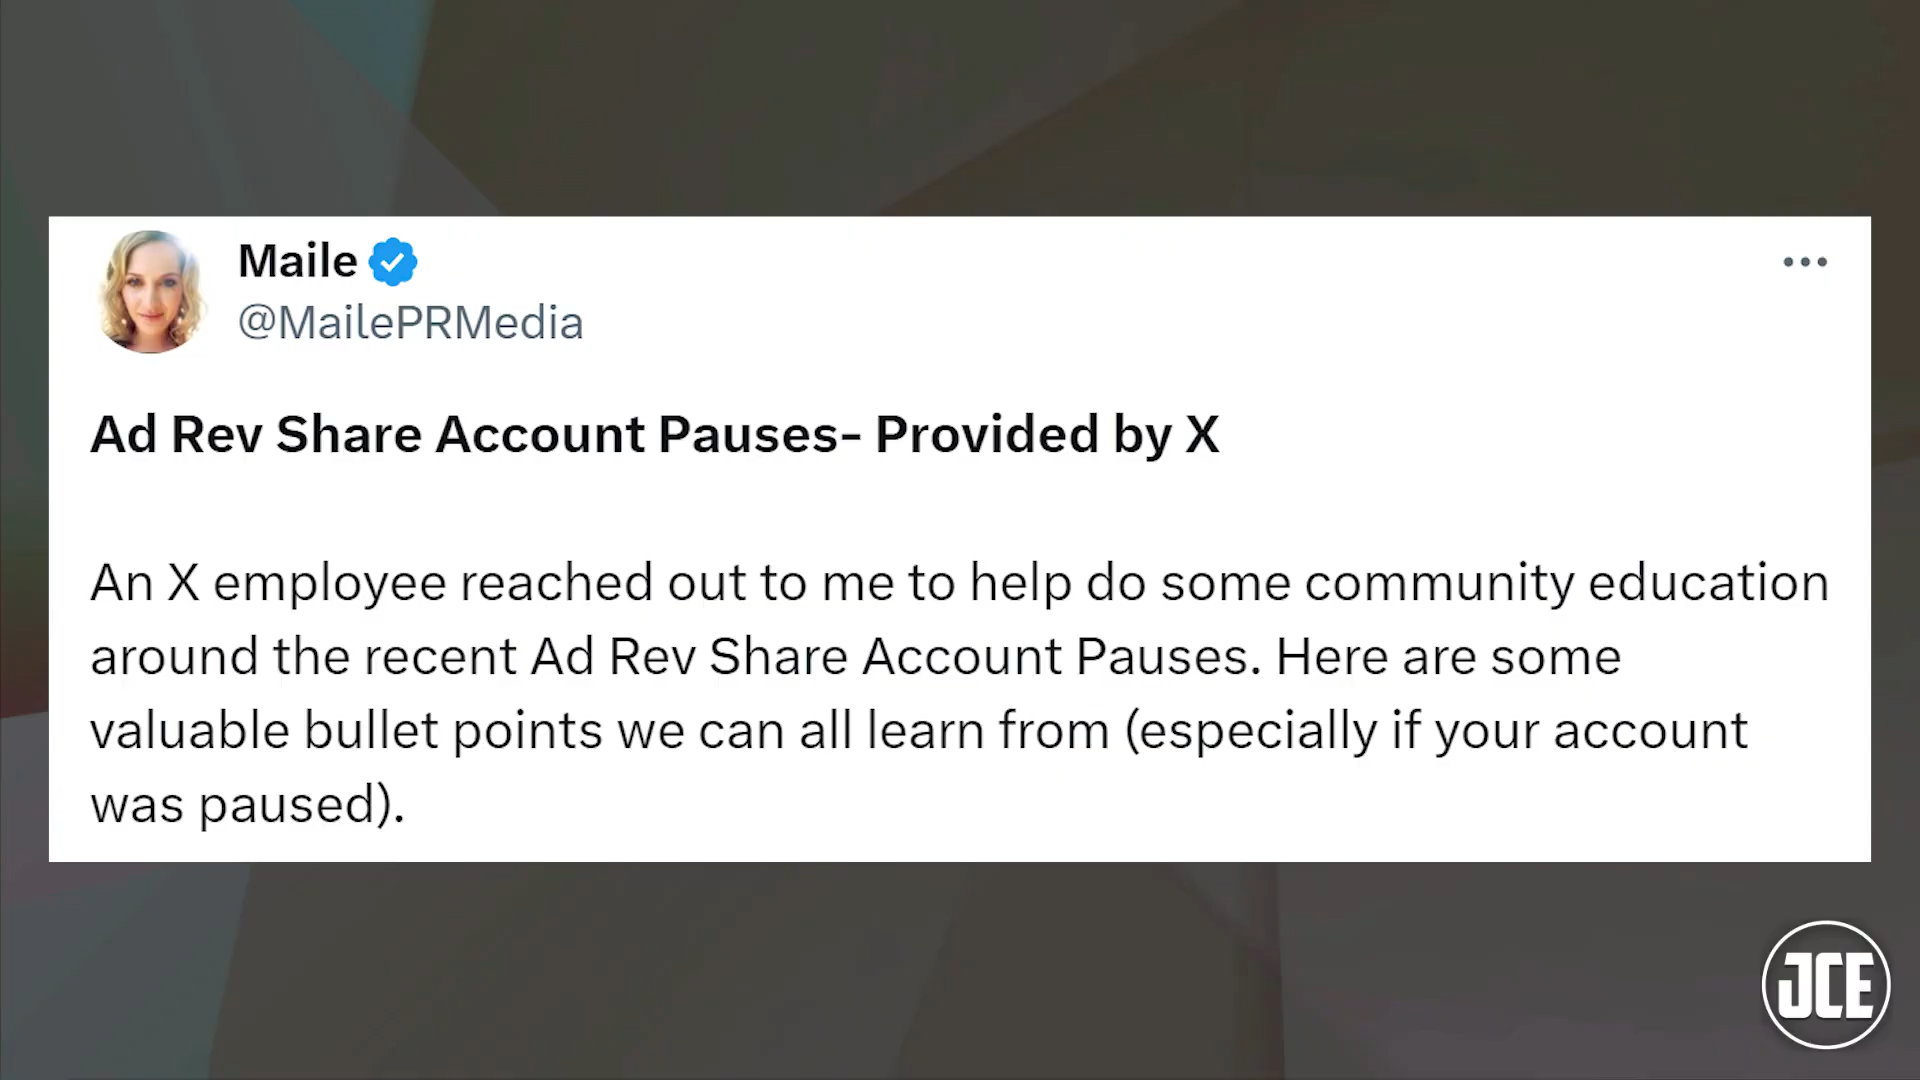 Maile
@MailePRMedia
Ad Rev Share Account Pauses- Provided by X
An X employee reached out to me to help do some community education
around the recent Ad Rev Share Account Pauses. Here are some
valuable bullet points we can all learn from (especially if your account
was paused).
JCE